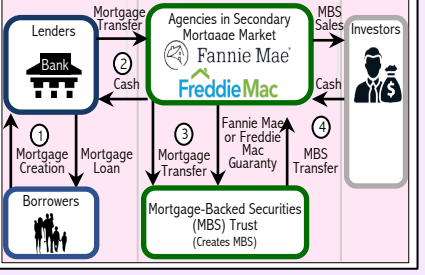 Mortgage
Transfer
Agencies in Secondary
Mortgage Market
MBS
Sales
Lenders
Investors
Fannie Mae
Bank
2
FreddieMac
Cash
Cash
1
3
4
Mortgage
Creation
Mortgage
Loan
Mortgage
Transfer
Fannie Mae
or Freddie
Mac
Guaranty
MBS
Transfer
Borrowers
Mortgage-Backed Securities
(MBS) Trust
(Creates MBS)